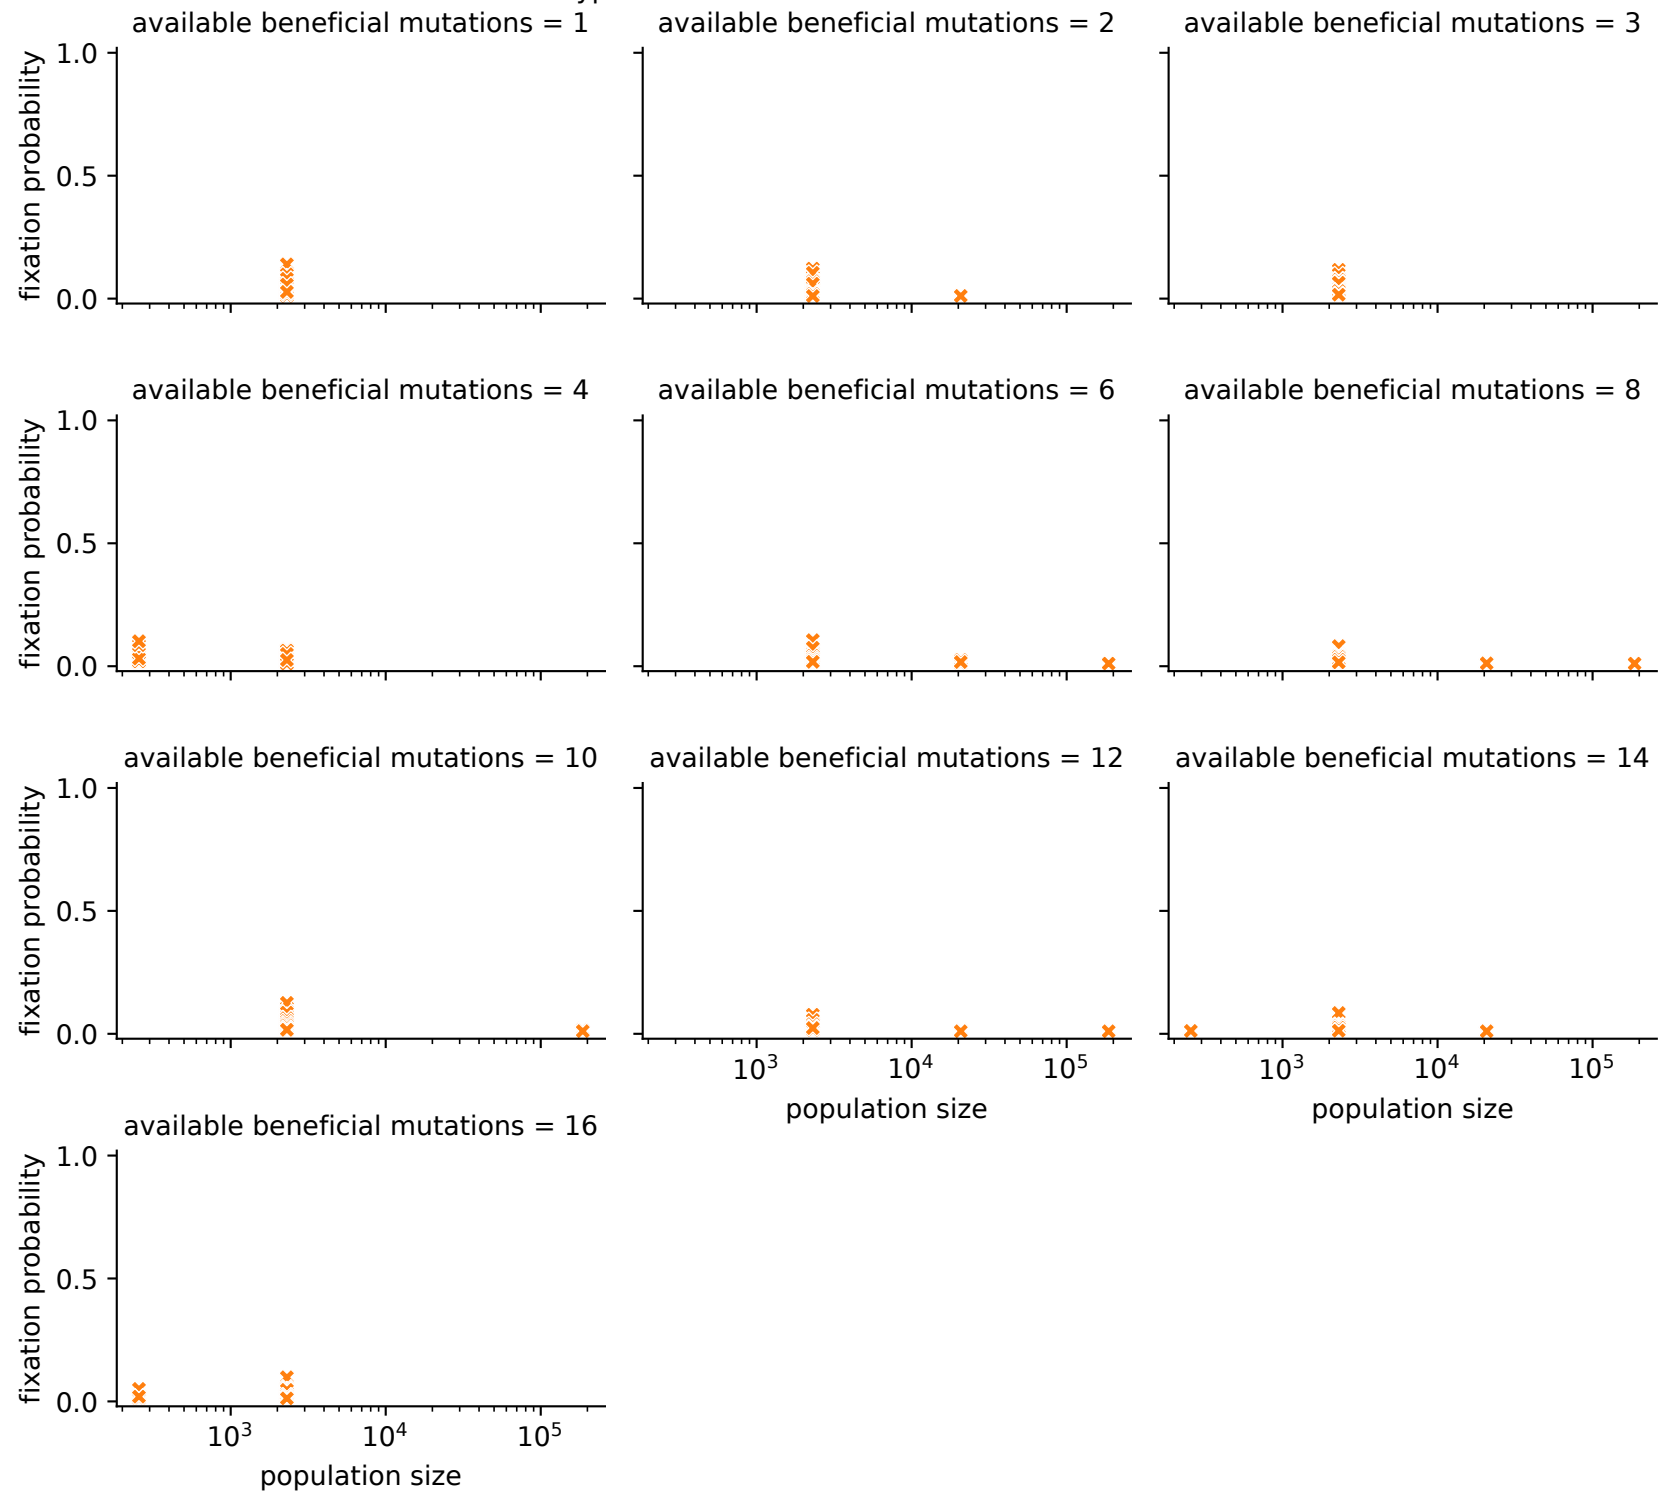 available beneficial mutations = 1
available beneficial mutations = 2
available beneficial mutations = 3
fixation probability
1.0
0.5
0.0
available beneficial mutations = 4
available beneficial mutations = 6
available beneficial mutations = 8
fixation probability
1.0
0.5
0.0
available beneficial mutations = 10
available beneficial mutations = 12
available beneficial mutations = 14
fixation probability
1.0
0.5
0.0
10³ 10⁴ 10⁵
population size
10³ 10⁴ 10⁵
population size
available beneficial mutations = 16
fixation probability
1.0
0.5
0.0
10³ 10⁴ 10⁵
population size